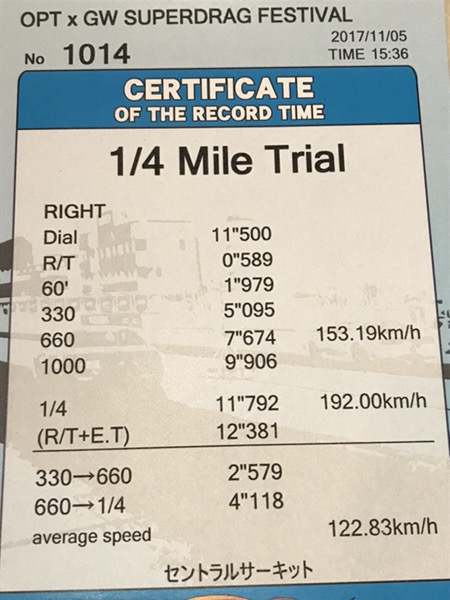 OPT x GW SUPERDRAG FESTIVAL
2017/11/05
No 1014 TIME 15:36
CERTIFICATE
OF THE RECORD TIME
1/4 Mile Trial
RIGHT
Dial 11"500
R/T 0"589
60' 1"979
330 5"095
660 7"674 153.19km/h
1000 9"906
1/4 11"792 192.00km/h
(R/T+E.T) 12"381
330→660 2"579
660→1/4 4"118
average speed 122.83km/h
セントラルサーキット